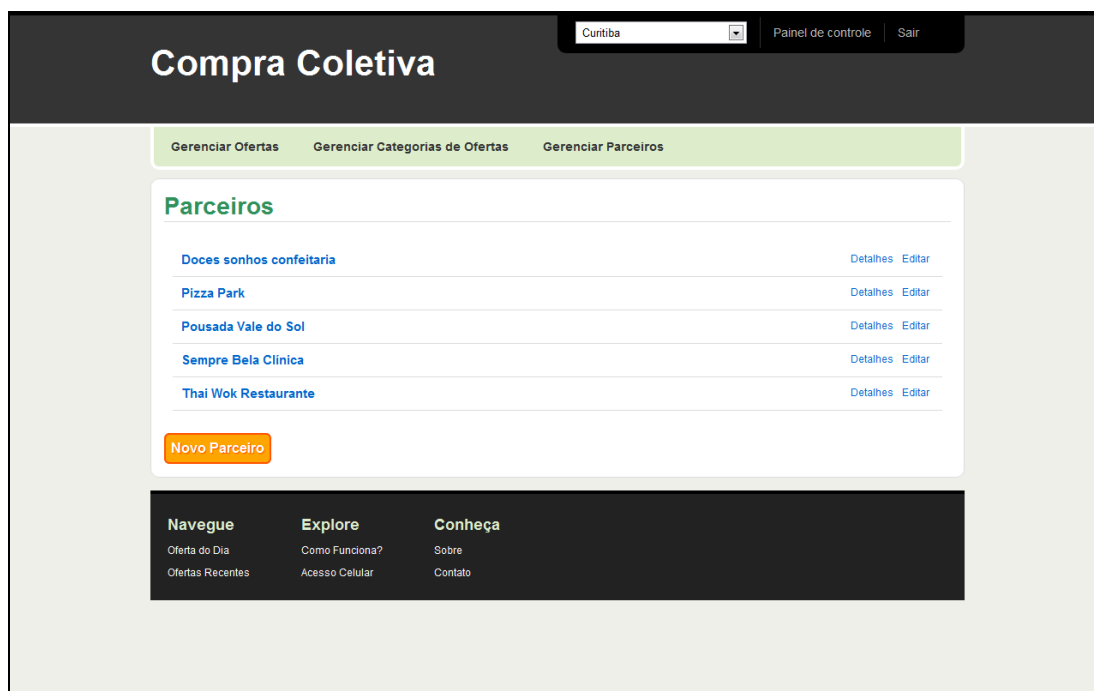 Curitiba Painel de controle Sair
Compra Coletiva
Gerenciar Ofertas Gerenciar Categorias de Ofertas Gerenciar Parceiros
Parceiros
Doces sonhos confeitaria Detalhes Editar
Pizza Park Detalhes Editar
Pousada Vale do Sol Detalhes Editar
Sempre Bela Clínica Detalhes Editar
Thai Wok Restaurante Detalhes Editar
Novo Parceiro
Navegue Explore Conheça
Oferta do Dia Como Funciona? Sobre
Ofertas Recentes Acesso Celular Contato